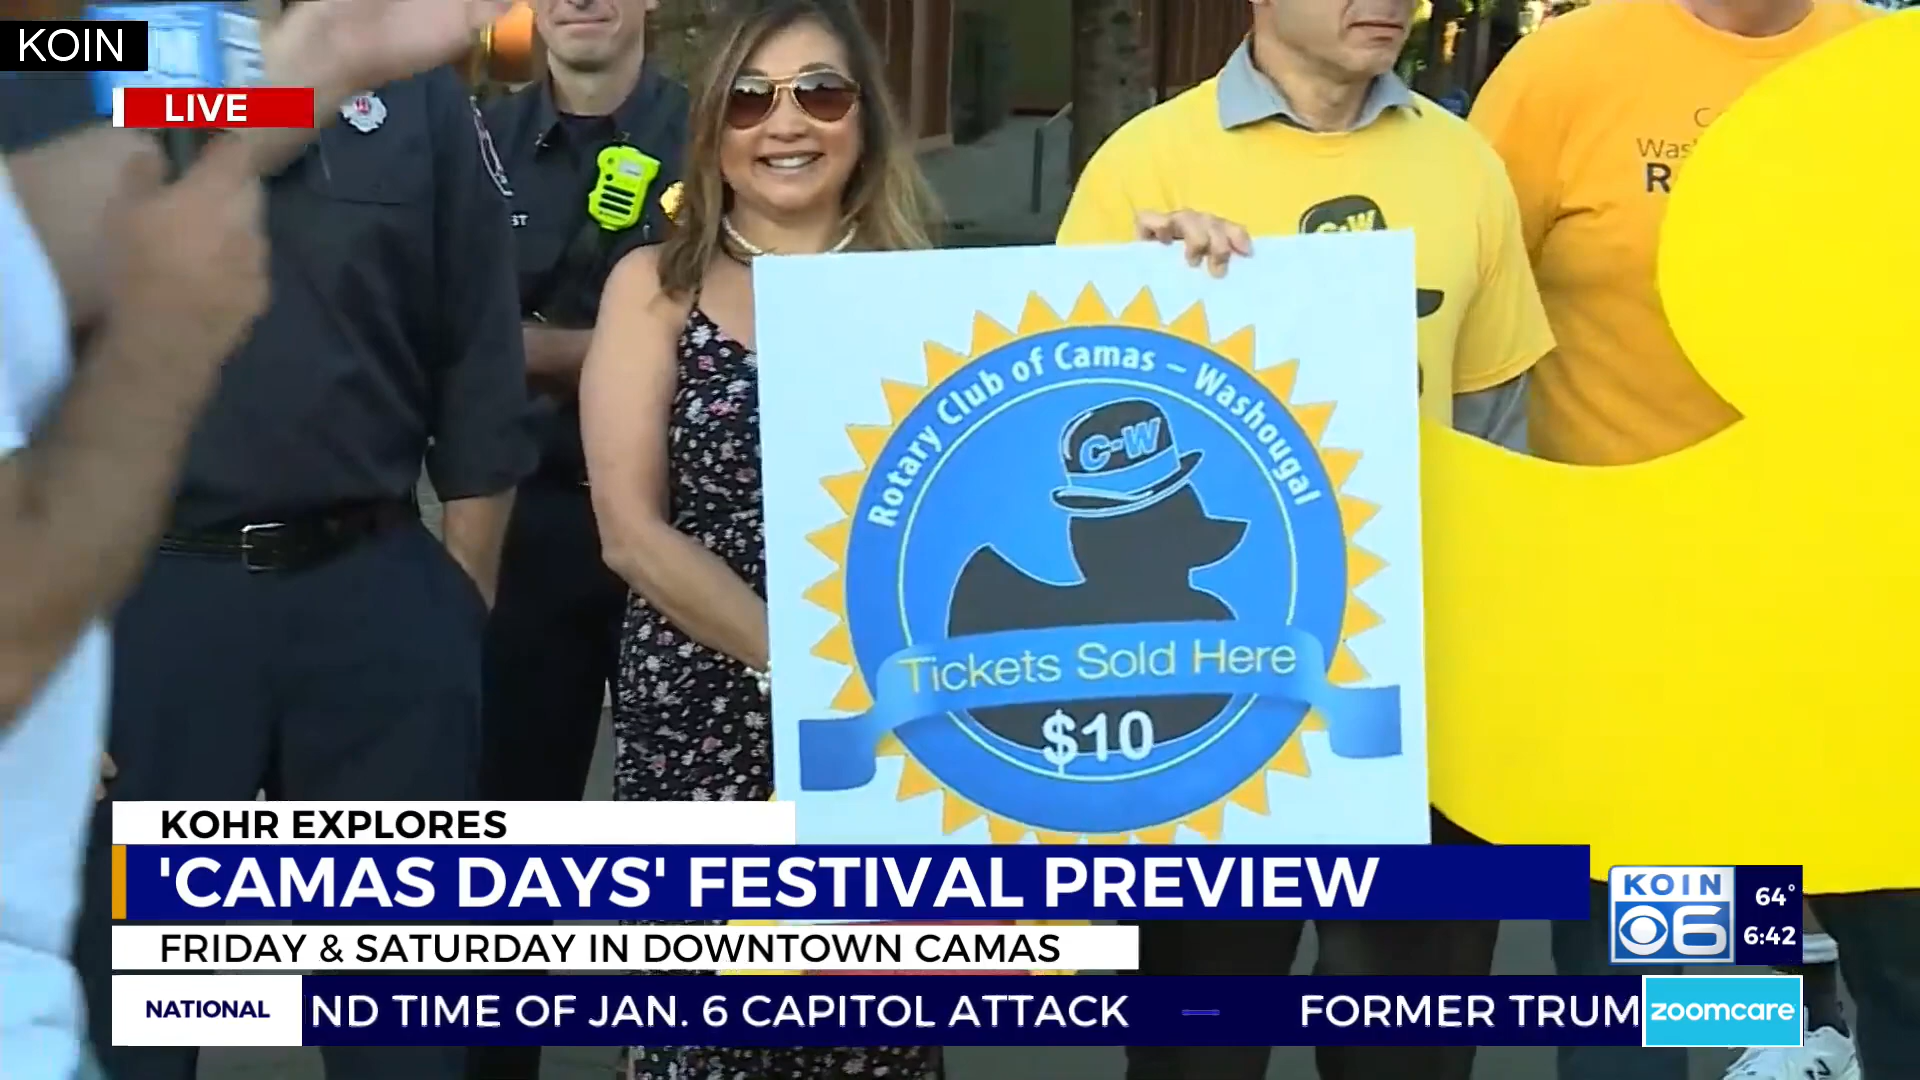 KOIN
LIVE
ST
C-W
Rotary Club of Camas – Washougal
C-W
Tickets Sold Here
$10
KOHR EXPLORES
'CAMAS DAYS' FESTIVAL PREVIEW
FRIDAY & SATURDAY IN DOWNTOWN CAMAS
KOIN
6
64°
6:42
NATIONAL
ND TIME OF JAN. 6 CAPITOL ATTACK — FORMER TRUM
zoomcare